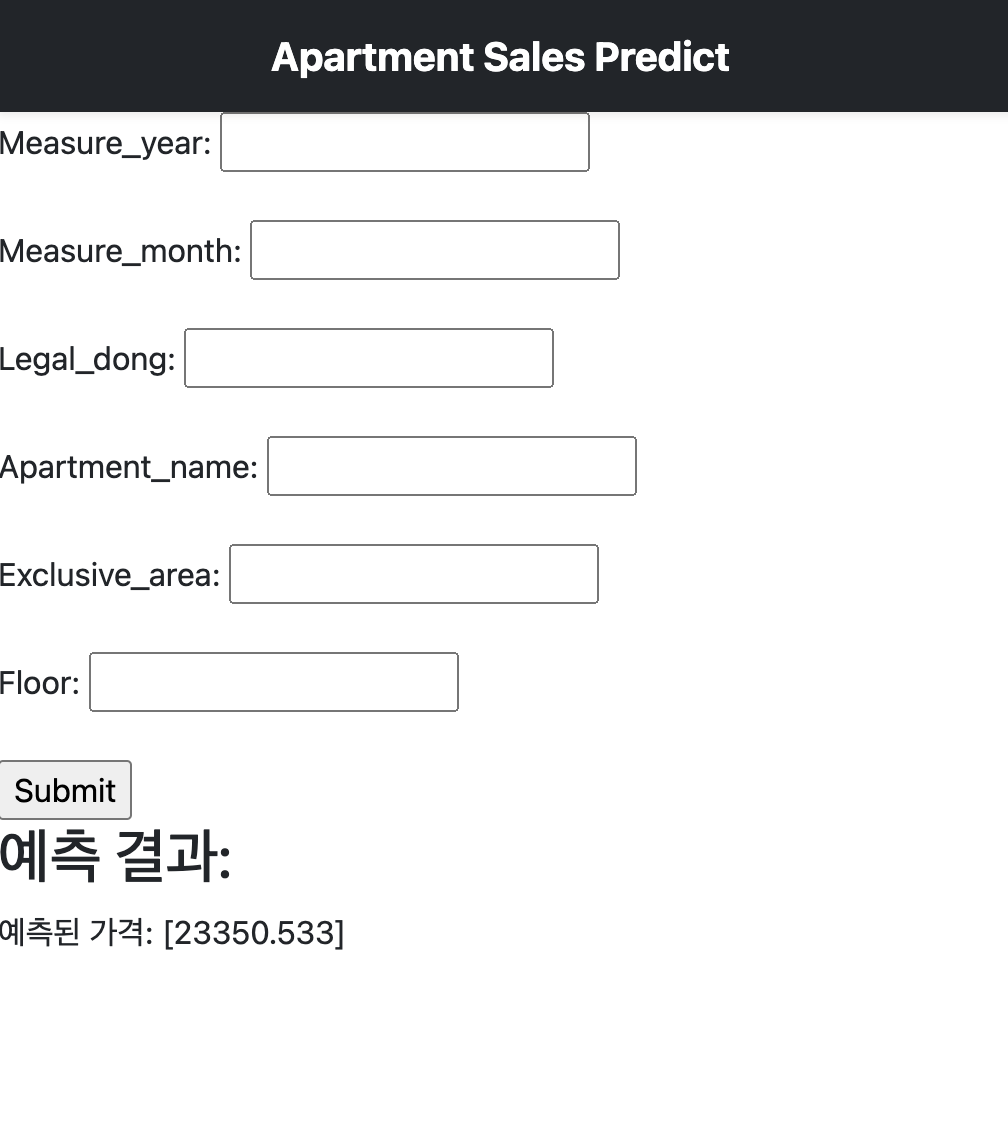 Apartment Sales Predict
Measure_year:
Measure_month:
Legal_dong:
Apartment_name:
Exclusive_area:
Floor:
Submit
예측 결과:
예측된 가격: [23350.533]